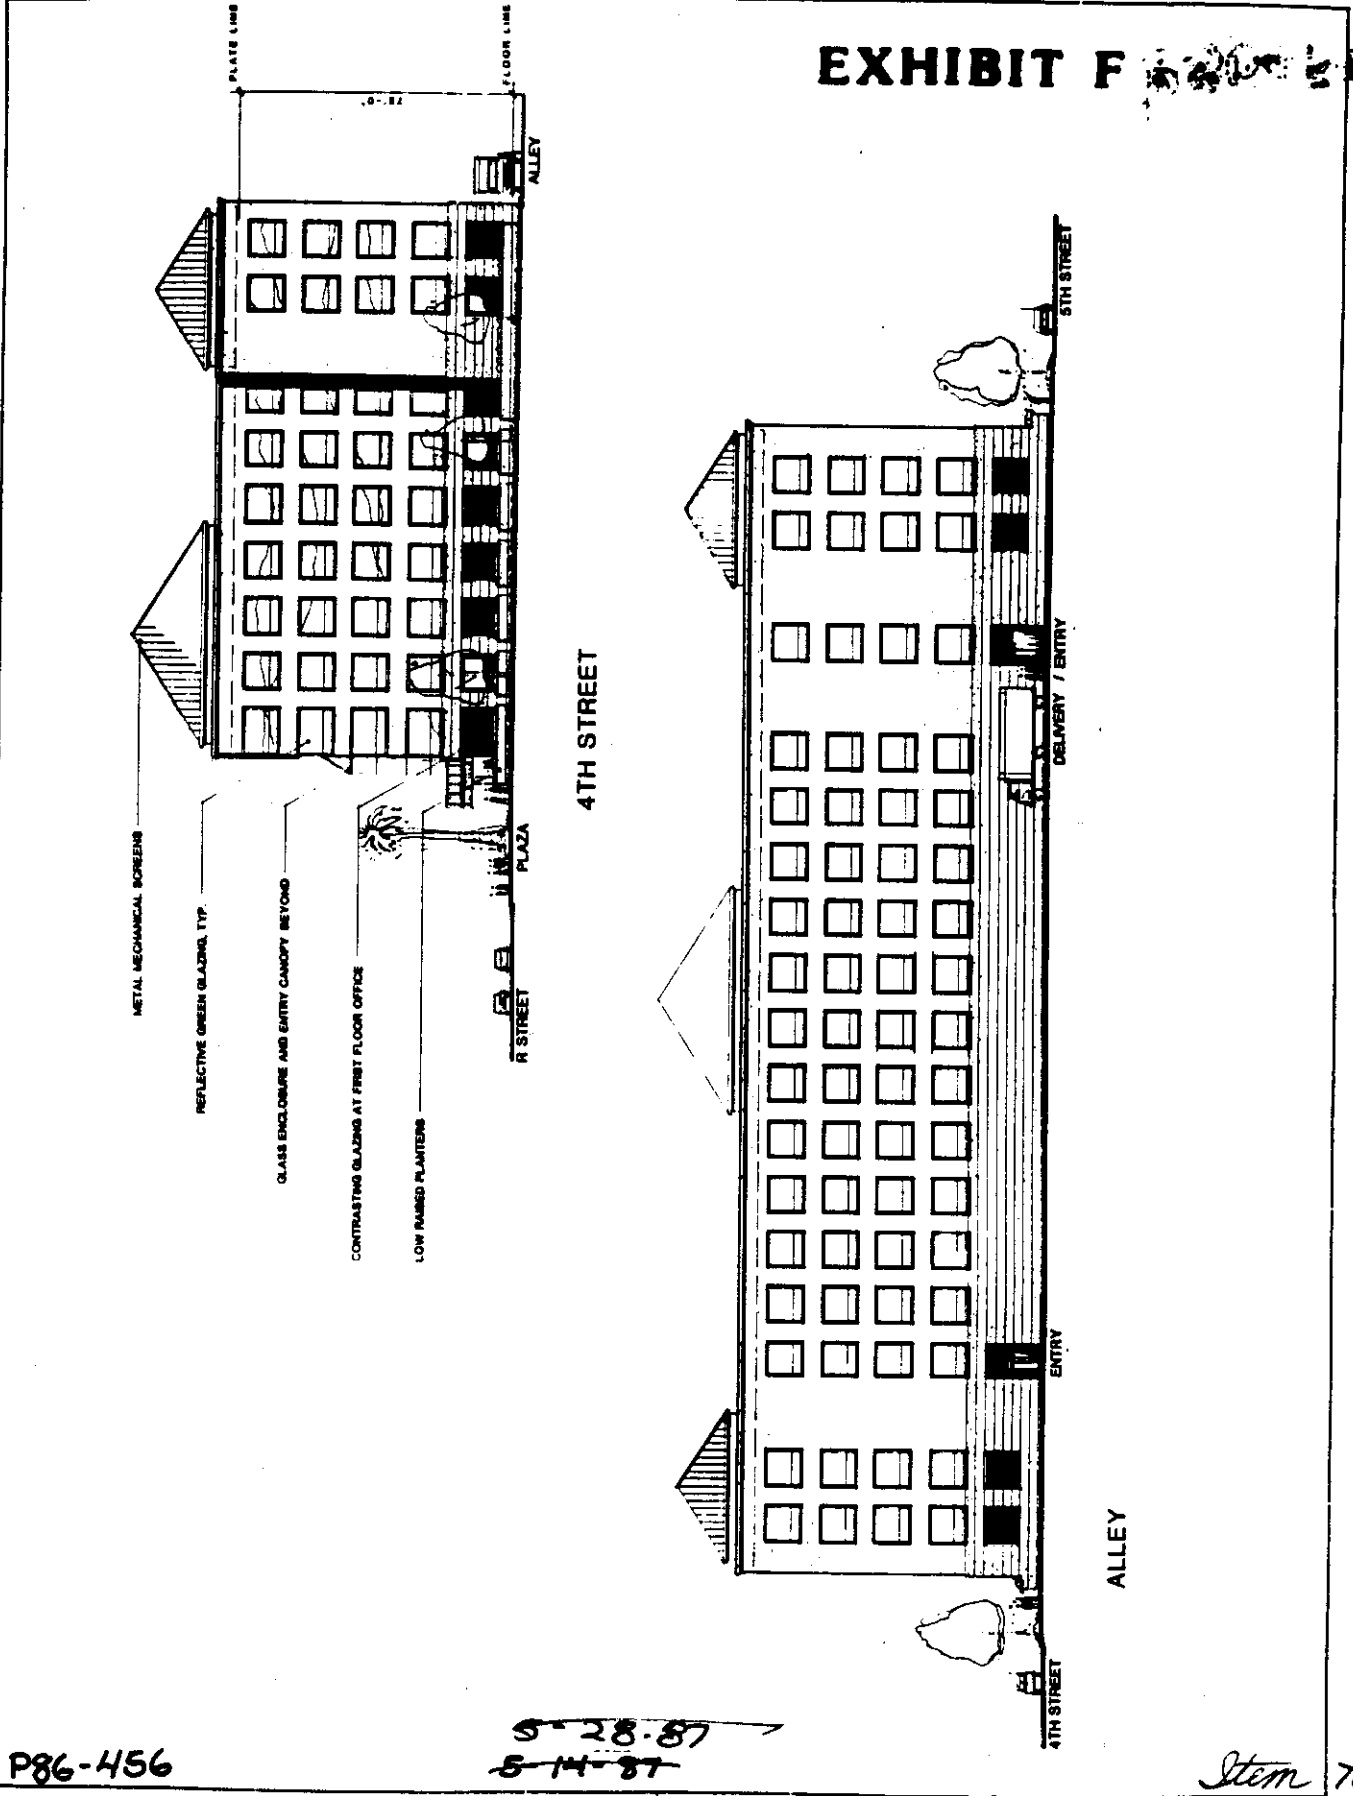 EXHIBIT F
PLATE LINE
FLOOR LINE
78'-0"
ALLEY
METAL MECHANICAL SCREENS
REFLECTIVE GREEN GLAZING, TYP.
GLASS ENCLOSURE AND ENTRY CANOPY BEYOND
CONTRASTING GLAZING AT FIRST FLOOR OFFICE
LOW RAISED PLANTERS
R STREET
PLAZA
4TH STREET
5TH STREET
DELIVERY / ENTRY
ENTRY
4TH STREET
ALLEY
5-28-87
5-14-87
P86-456
Item